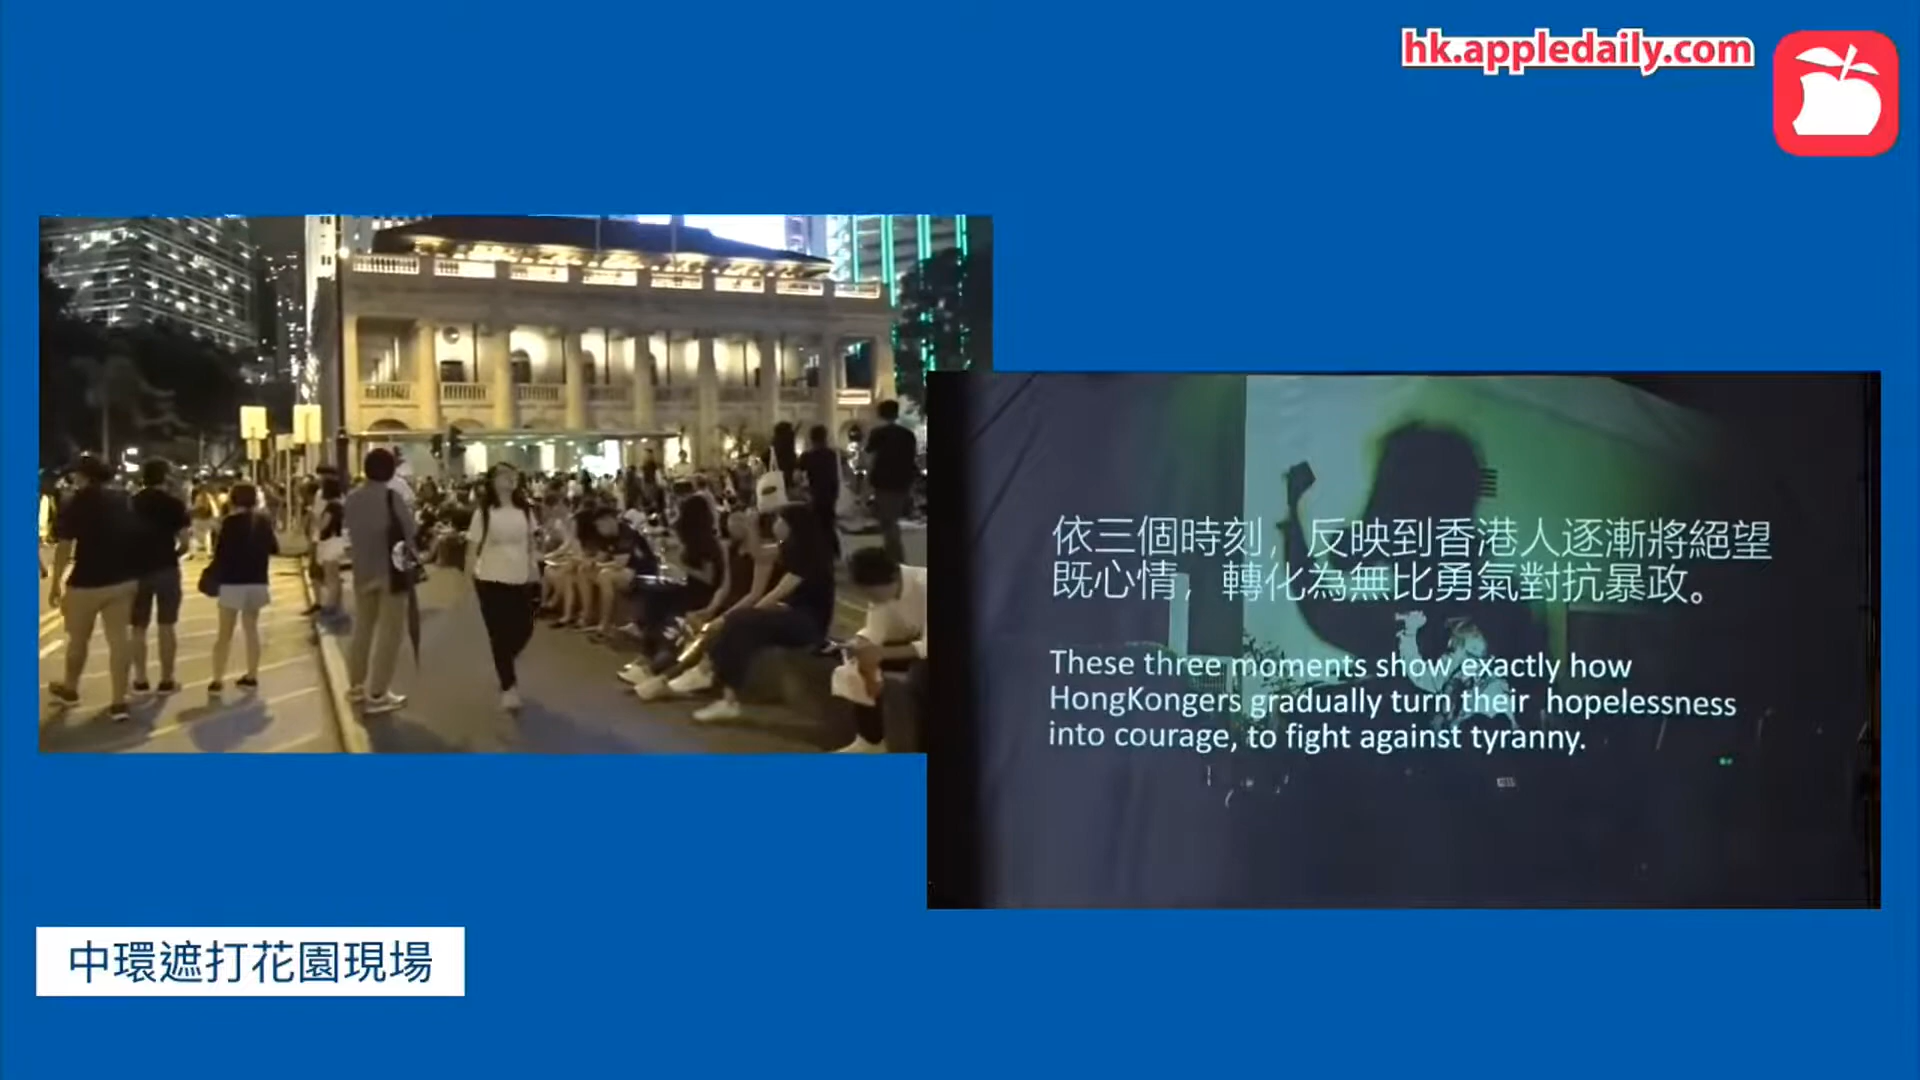 hk.appledaily.com
依三個時刻，反映到香港人逐漸將絕望
既心情，轉化為無比勇氣對抗暴政。
These three moments show exactly how
HongKongers gradually turn their hopelessness
into courage, to fight against tyranny.
中環遮打花園現場